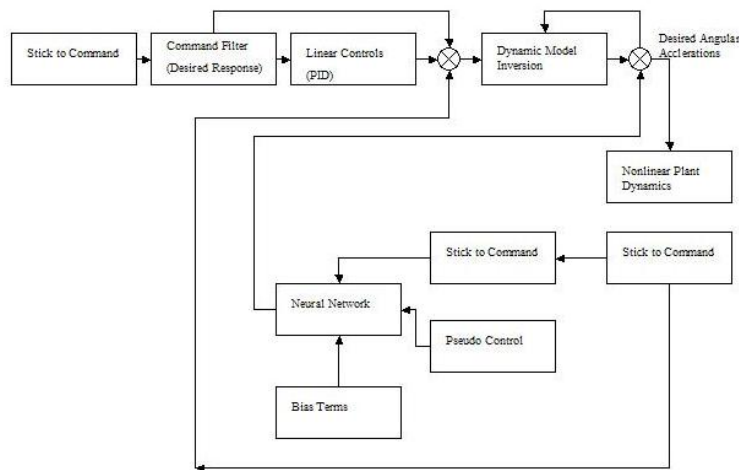 Stick to Command
Command Filter
(Desired Response)
Linear Controls
(PID)
Dynamic Model
Inversion
Desired Angular
Acclerations
Nonlinear Plant
Dynamics
Stick to Command
Stick to Command
Neural Network
Pseudo Control
Bias Terms